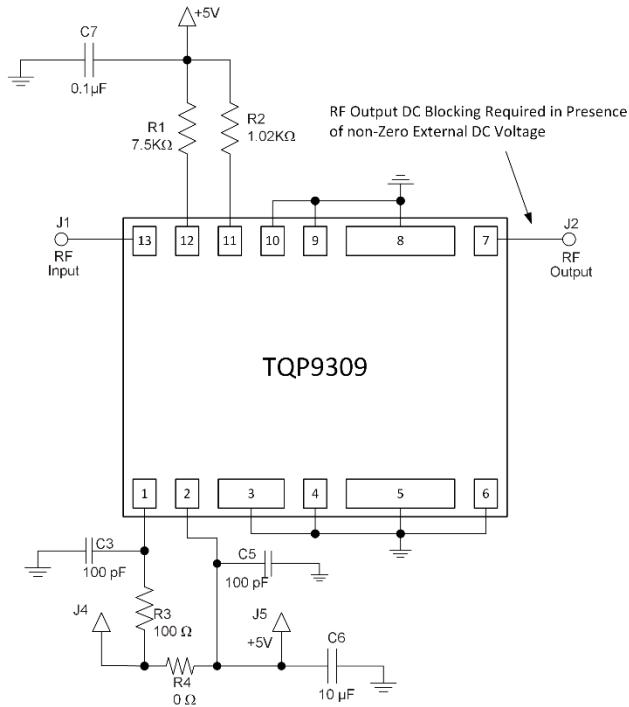 +5V
C7
0.1µF
R1
7.5KΩ
R2
1.02KΩ
RF Output DC Blocking Required in Presence
of non-Zero External DC Voltage
J1
RF
Input
13
12
11
10
9
8
7
J2
RF
Output
TQP9309
1
2
3
4
5
6
C3
100 pF
C5
100 pF
R3
100 Ω
J4
J5
+5V
R4
0 Ω
C6
10 µF